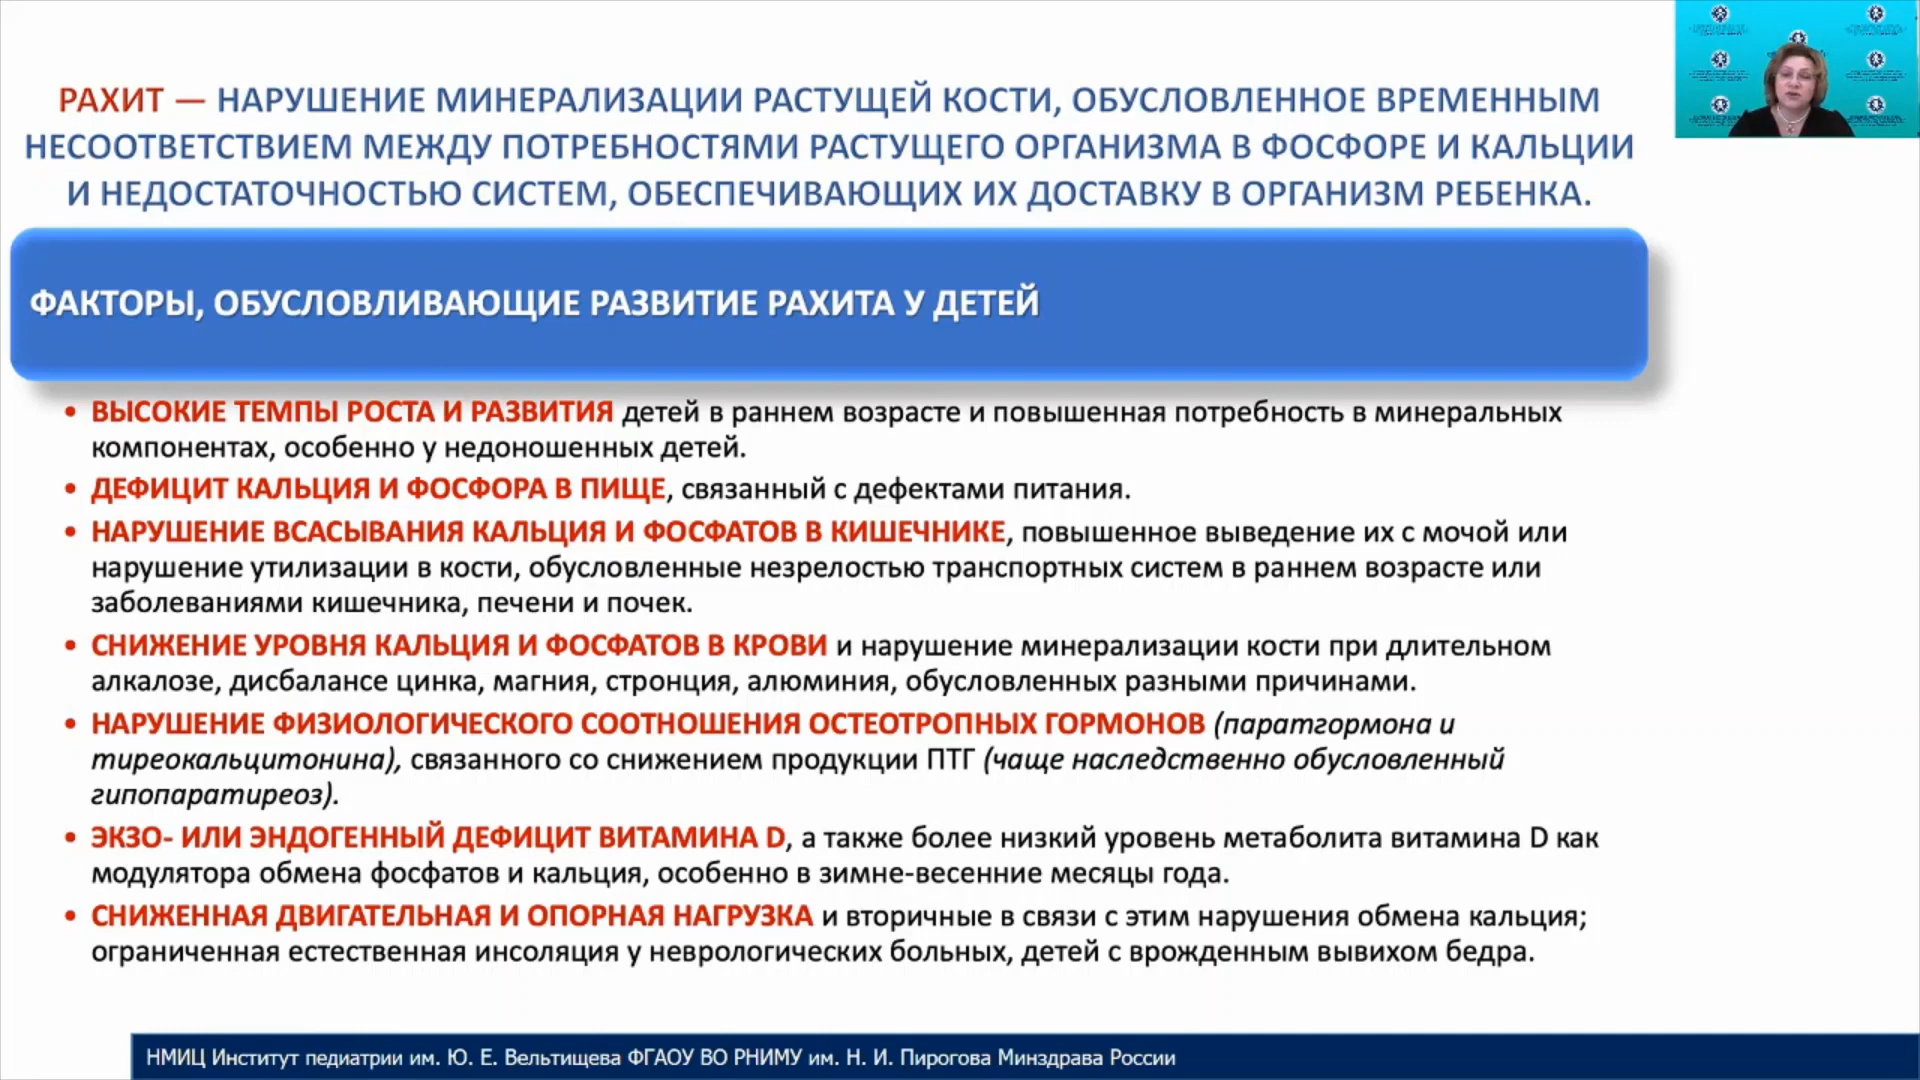 РАХИТ — НАРУШЕНИЕ МИНЕРАЛИЗАЦИИ РАСТУЩЕЙ КОСТИ, ОБУСЛОВЛЕННОЕ ВРЕМЕННЫМ
НЕСООТВЕТСТВИЕМ МЕЖДУ ПОТРЕБНОСТЯМИ РАСТУЩЕГО ОРГАНИЗМА В ФОСФОРЕ И КАЛЬЦИИ
И НЕДОСТАТОЧНОСТЬЮ СИСТЕМ, ОБЕСПЕЧИВАЮЩИХ ИХ ДОСТАВКУ В ОРГАНИЗМ РЕБЕНКА.
ФАКТОРЫ, ОБУСЛОВЛИВАЮЩИЕ РАЗВИТИЕ РАХИТА У ДЕТЕЙ
• ВЫСОКИЕ ТЕМПЫ РОСТА И РАЗВИТИЯ детей в раннем возрасте и повышенная потребность в минеральных
компонентах, особенно у недоношенных детей.
• ДЕФИЦИТ КАЛЬЦИЯ И ФОСФОРА В ПИЩЕ, связанный с дефектами питания.
• НАРУШЕНИЕ ВСАСЫВАНИЯ КАЛЬЦИЯ И ФОСФАТОВ В КИШЕЧНИКЕ, повышенное выведение их с мочой или
нарушение утилизации в кости, обусловленные незрелостью транспортных систем в раннем возрасте или
заболеваниями кишечника, печени и почек.
• СНИЖЕНИЕ УРОВНЯ КАЛЬЦИЯ И ФОСФАТОВ В КРОВИ и нарушение минерализации кости при длительном
алкалозе, дисбалансе цинка, магния, стронция, алюминия, обусловленных разными причинами.
• НАРУШЕНИЕ ФИЗИОЛОГИЧЕСКОГО СООТНОШЕНИЯ ОСТЕОТРОПНЫХ ГОРМОНОВ (паратгормона и
тиреокальцитонина), связанного со снижением продукции ПТГ (чаще наследственно обусловленный
гипопаратиреоз).
• ЭКЗО- ИЛИ ЭНДОГЕННЫЙ ДЕФИЦИТ ВИТАМИНА D, а также более низкий уровень метаболита витамина D как
модулятора обмена фосфатов и кальция, особенно в зимне-весенние месяцы года.
• СНИЖЕННАЯ ДВИГАТЕЛЬНАЯ И ОПОРНАЯ НАГРУЗКА и вторичные в связи с этим нарушения обмена кальция;
ограниченная естественная инсоляция у неврологических больных, детей с врожденным вывихом бедра.
НМИЦ Институт педиатрии им. Ю. Е. Вельтищева ФГАОУ ВО РНИМУ им. Н. И. Пирогова Минздрава России